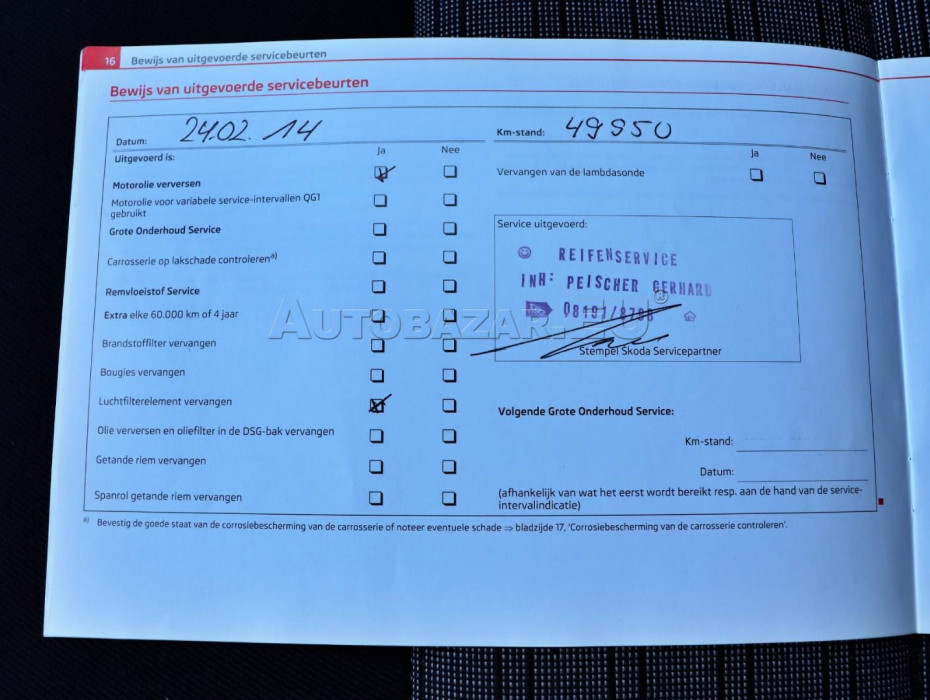 16 Bewijs van uitgevoerde servicebeurten
Bewijs van uitgevoerde servicebeurten
Datum: 24.02.14
Km-stand: 49950
Uitgevoerd is:
Ja Nee
Ja Nee
Motorolie verversen
Vervangen van de lambdasonde
Motorolie voor variabele service-intervallen QG1
gebruikt
Grote Onderhoud Service
Carrosserie op lakschade controleren a)
Remvloeistof Service
Extra elke 60.000 km of 4 jaar
Brandstoffilter vervangen
Bougies vervangen
Luchtfilterelement vervangen
Olie verversen en oliefilter in de DSG-bak vervangen
Getande riem vervangen
Spanrol getande riem vervangen
Service uitgevoerd:
REIFENSERVICE
INH: PEISCHER GERHARD
Stempel Skoda Servicepartner
Volgende Grote Onderhoud Service:
Km-stand:
Datum:
(afhankelijk van wat het eerst wordt bereikt resp. aan de hand van de service-
intervalindicatie)
a) Bevestig de goede staat van de corrosiebescherming van de carrosserie of noteer eventuele schade ⇒ bladzijde 17, 'Corrosiebescherming van de carrosserie controleren'.
AUTOBAZAR.EU